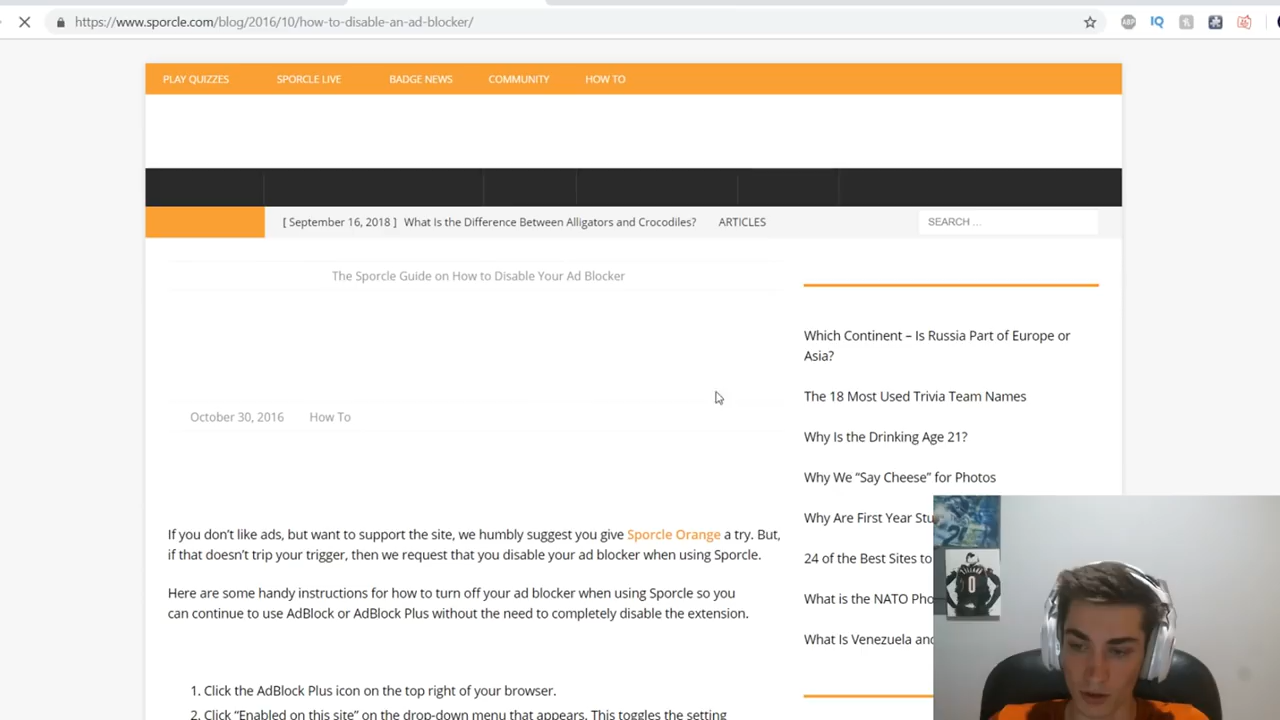 https://www.sporcle.com/blog/2016/10/how-to-disable-an-ad-blocker/
ABP
IQ
PLAY QUIZZES
SPORCLE LIVE
BADGE NEWS
COMMUNITY
HOW TO
[ September 16, 2018 ] What Is the Difference Between Alligators and Crocodiles? ARTICLES
SEARCH ...
The Sporcle Guide on How to Disable Your Ad Blocker
October 30, 2016
How To
If you don't like ads, but want to support the site, we humbly suggest you give Sporcle Orange a try. But,
if that doesn't trip your trigger, then we request that you disable your ad blocker when using Sporcle.
Here are some handy instructions for how to turn off your ad blocker when using Sporcle so you
can continue to use AdBlock or AdBlock Plus without the need to completely disable the extension.
1. Click the AdBlock Plus icon on the top right of your browser.
2. Click “Enabled on this site” on the drop-down menu that appears. This toggles the setting
Which Continent – Is Russia Part of Europe or
Asia?
The 18 Most Used Trivia Team Names
Why Is the Drinking Age 21?
Why We “Say Cheese” for Photos
Why Are First Year
24 of the Best Sites to
What is the NATO
What Is Venezuela
0